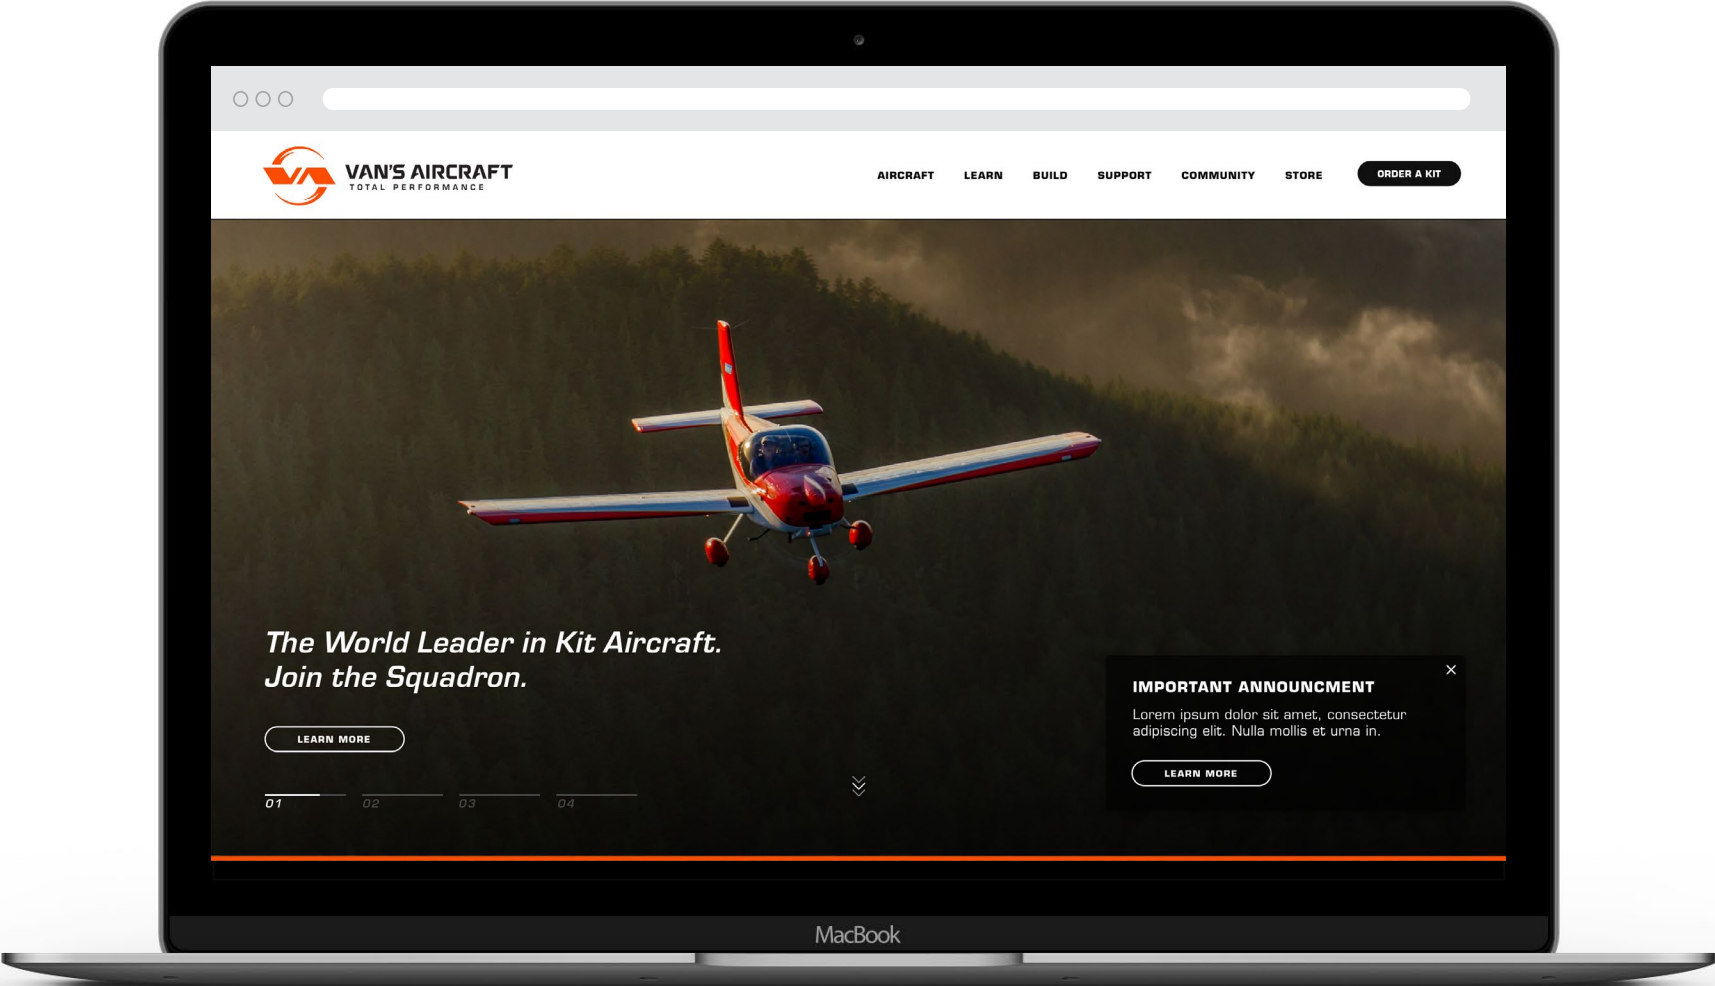 VAN'S AIRCRAFT
TOTAL PERFORMANCE
AIRCRAFT LEARN BUILD SUPPORT COMMUNITY STORE ORDER A KIT
The World Leader in Kit Aircraft.
Join the Squadron.
LEARN MORE
01 02 03 04
IMPORTANT ANNOUNCMENT
Lorem ipsum dolor sit amet, consectetur
adipiscing elit. Nulla mollis et urna in.
LEARN MORE
MacBook